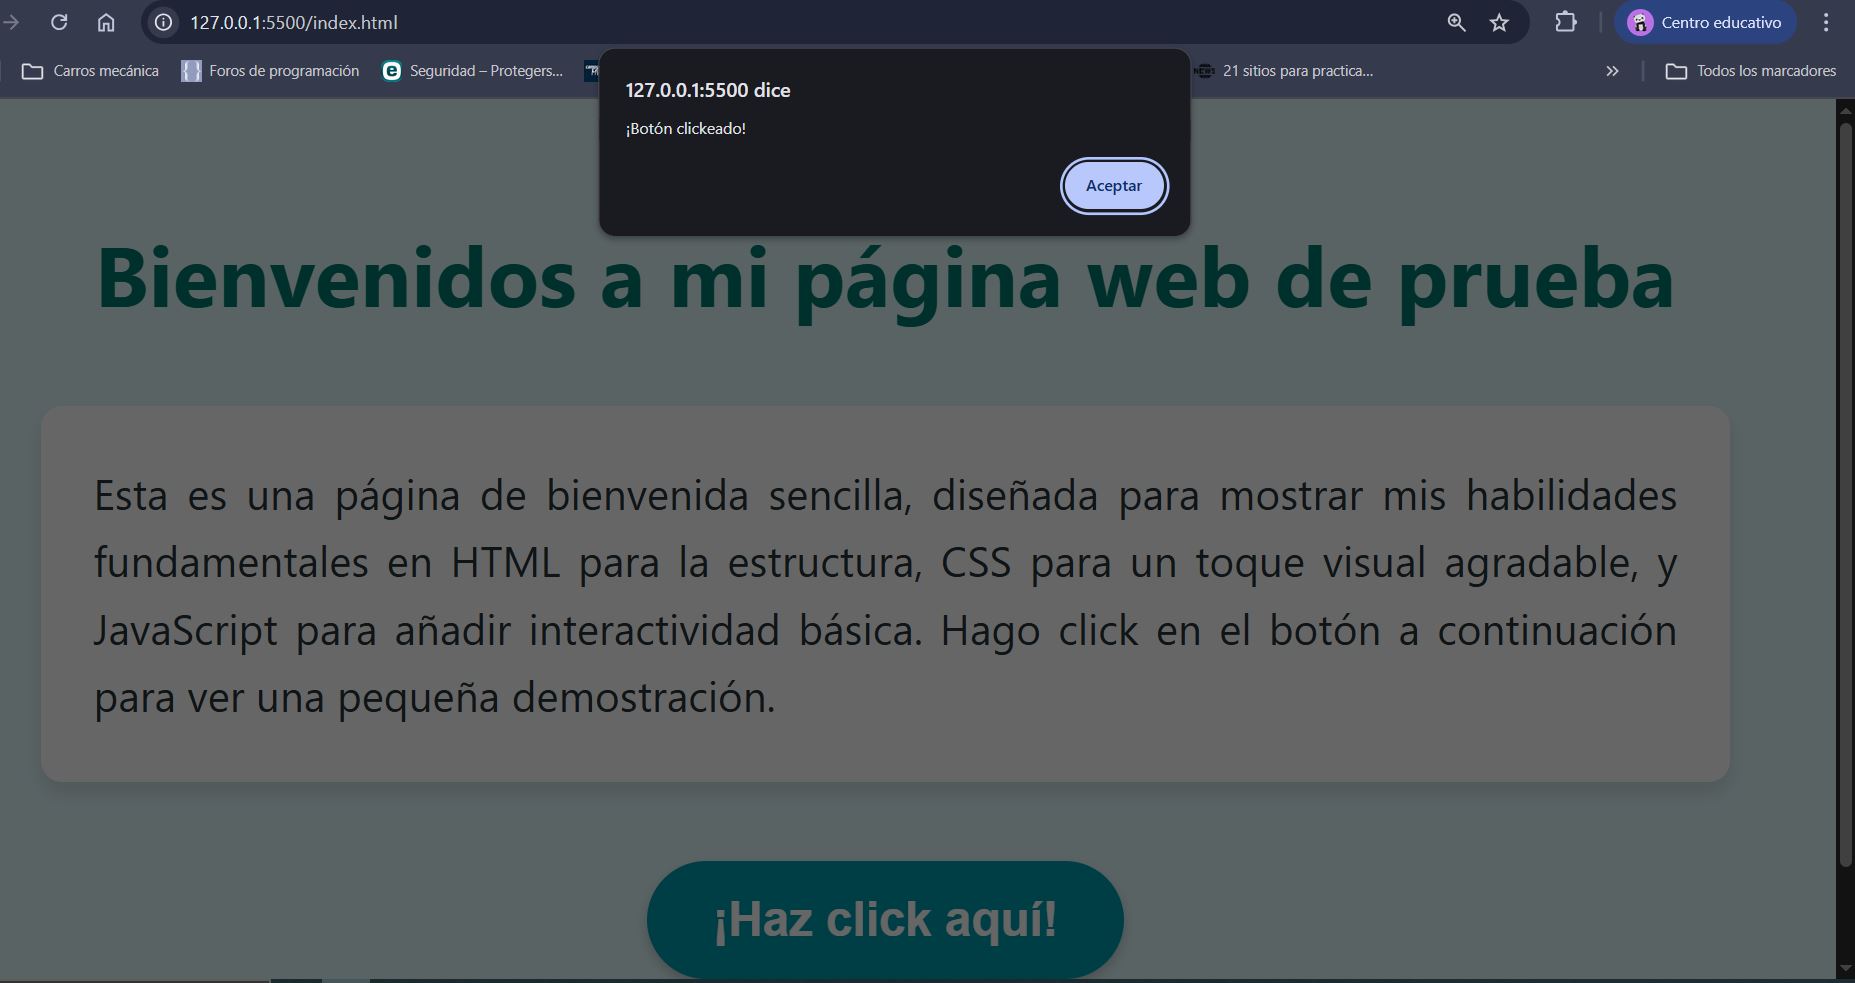 127.0.0.1:5500/index.html
Centro educativo
Carros mecánica
Foros de programación
Seguridad – Protegers...
21 sitios para practica...
Todos los marcadores
127.0.0.1:5500 dice
¡Botón clickeado!
Aceptar
Bienvenidos a mi página web de prueba
Esta es una página de bienvenida sencilla, diseñada para mostrar mis habilidades
fundamentales en HTML para la estructura, CSS para un toque visual agradable, y
JavaScript para añadir interactividad básica. Hago click en el botón a continuación
para ver una pequeña demostración.
¡Haz click aquí!